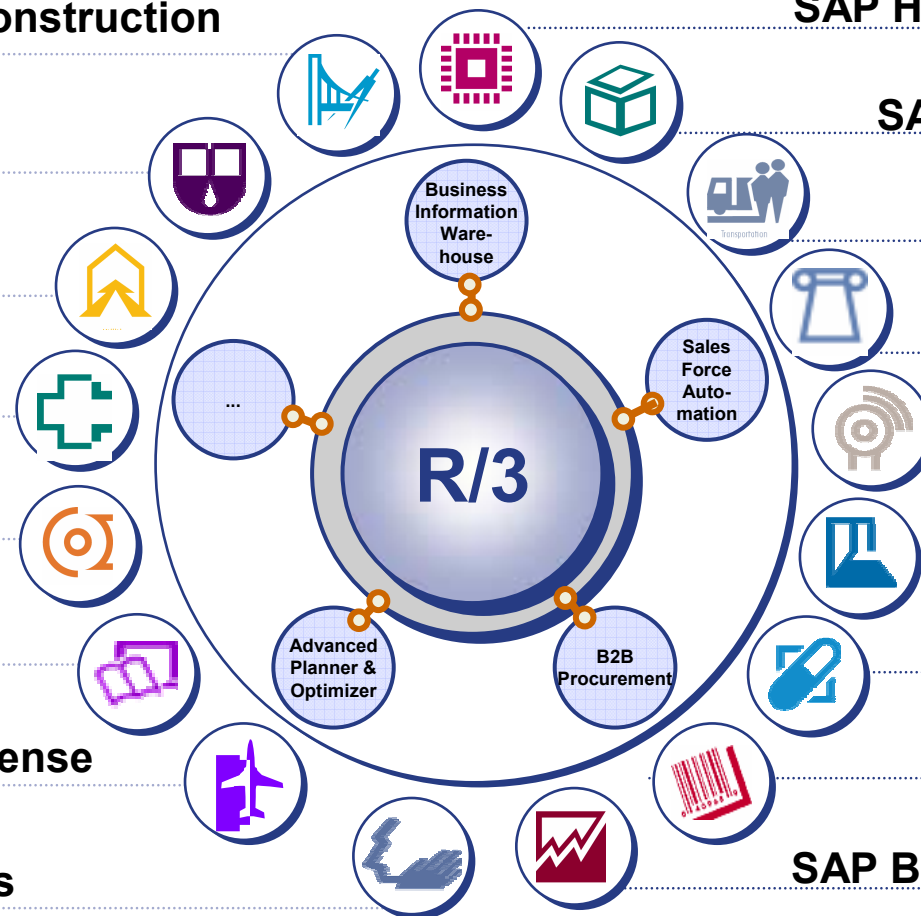 onstruction
SAP H
SA
Transportation
Business
Information
Ware-
house
Sales
Force
Auto-
mation
...
R/3
Advanced
Planner &
Optimizer
B2B
Procurement
ense
s
SAP B